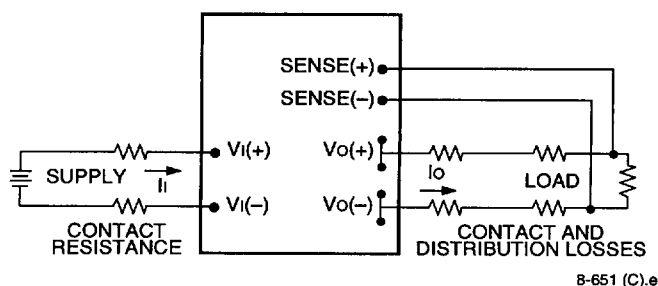 SENSE(+)
SENSE(–)
VI(+)
VO(+)
SUPPLY
II
IO
LOAD
VI(–)
VO(–)
CONTACT
RESISTANCE
CONTACT AND
DISTRIBUTION LOSSES
8-651 (C).e